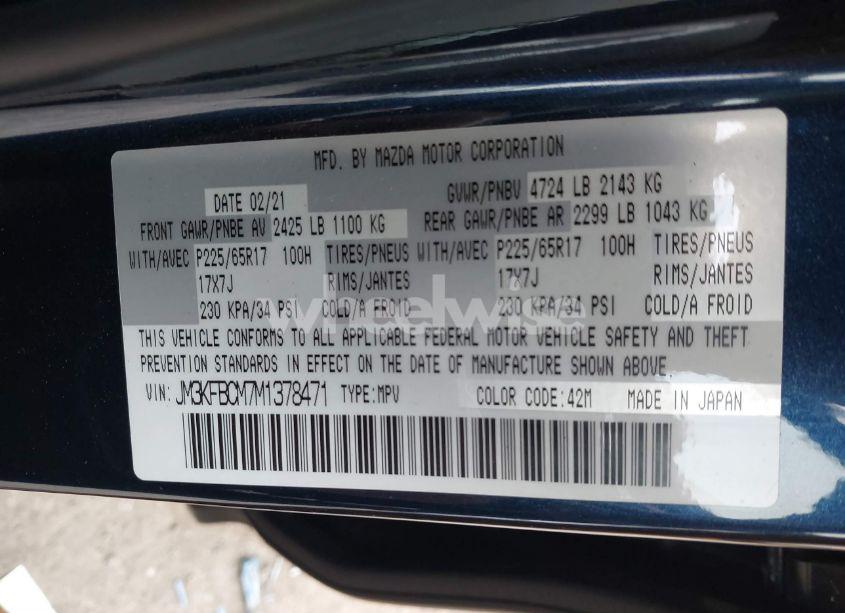 MFD. BY MAZDA MOTOR CORPORATION
DATE 02/21 GVWR/PNBV 4724 LB 2143 KG
FRONT GAWR/PNBE AV 2425 LB 1100 KG REAR GAWR/PNBE AR 2299 LB 1043 KG
WITH/AVEC P225/65R17 100H TIRES/PNEUS WITH/AVEC P225/65R17 100H TIRES/PNEUS
17X7J RIMS/JANTES 17X7J RIMS/JANTES
230 KPA/34 PSI COLD/A FROID 230 KPA/34 PSI COLD/A FROID
wheelwise
THIS VEHICLE CONFORMS TO ALL APPLICABLE FEDERAL MOTOR VEHICLE SAFETY AND THEFT
PREVENTION STANDARDS IN EFFECT ON THE DATE OF MANUFACTURE SHOWN ABOVE.
VIN: JM3KFBCM7M1378471 TYPE:MPV COLOR CODE:42M MADE IN JAPAN